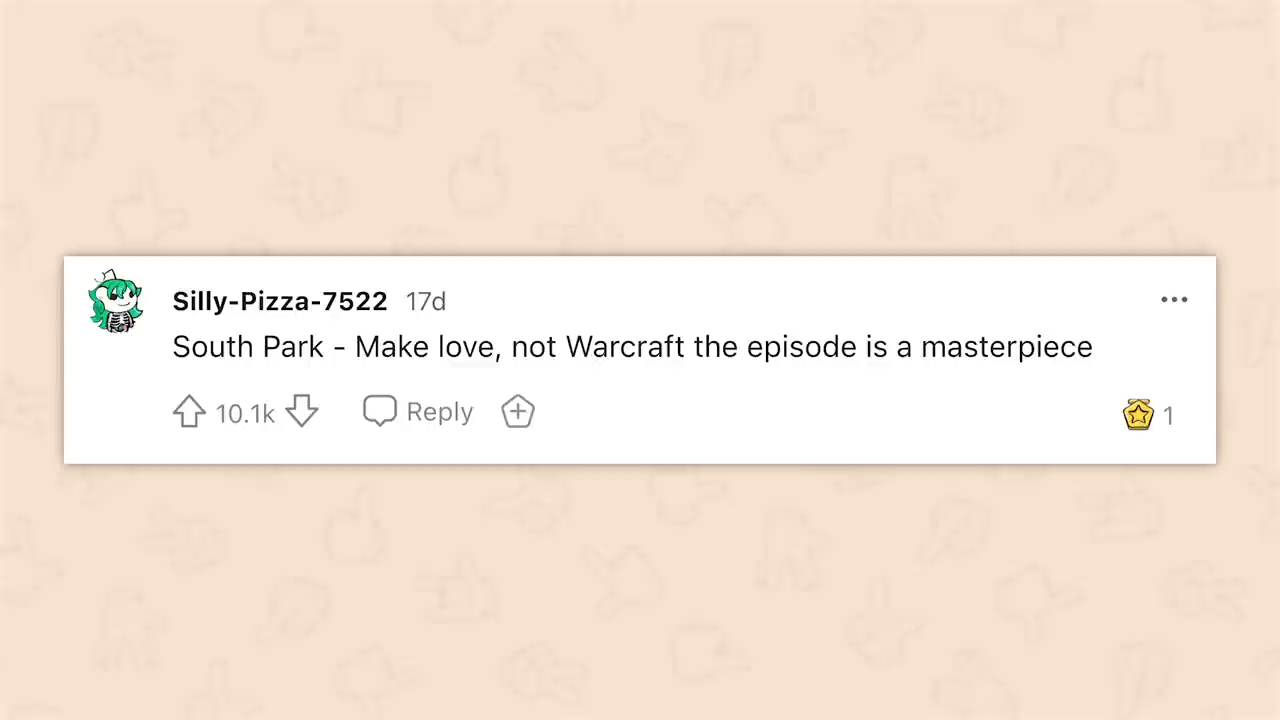 Silly-Pizza-7522 17d
South Park - Make love, not Warcraft the episode is a masterpiece
10.1k Reply 1